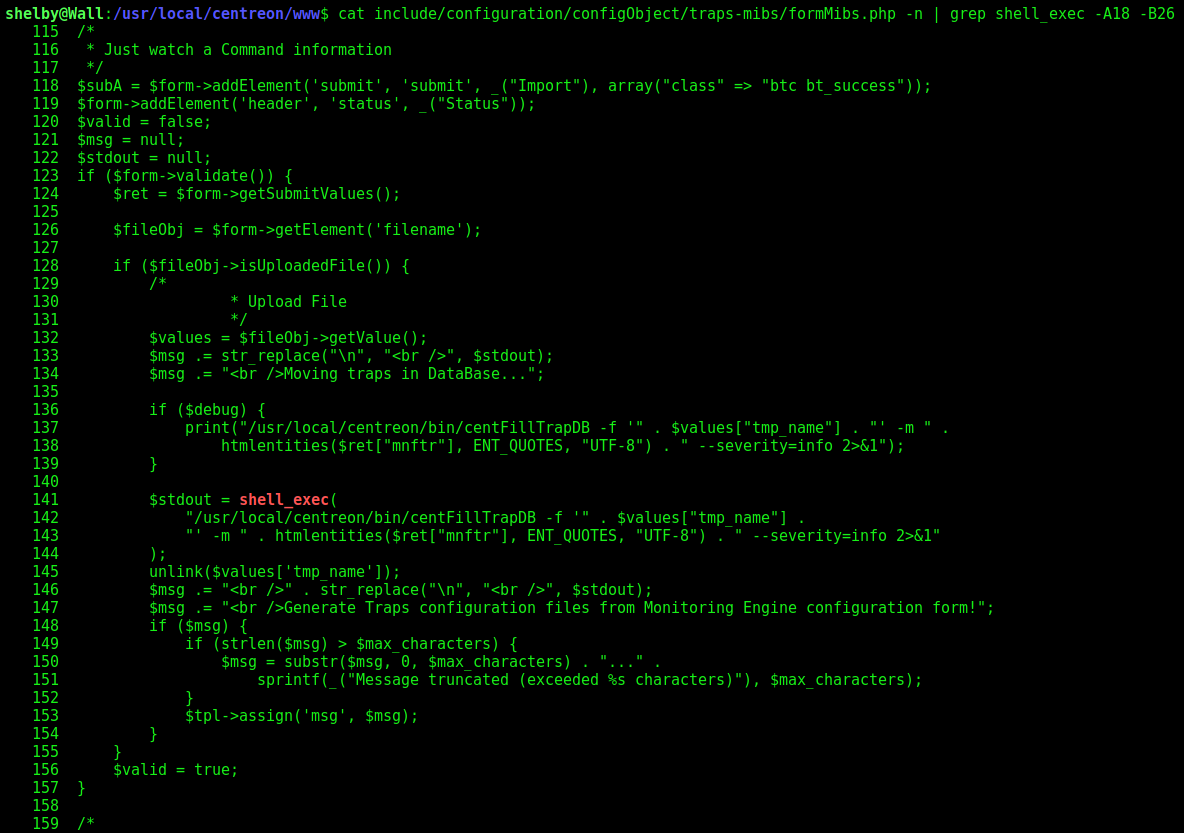 shelby@Wall:/usr/local/centreon/www$ cat include/configuration/configObject/traps-mibs/formMibs.php -n | grep shell_exec -A18 -B26
   115  /*
   116   * Just watch a Command information
   117   */
   118  $subA = $form->addElement('submit', 'submit', _("Import"), array("class" => "btc bt_success"));
   119  $form->addElement('header', 'status', _("Status"));
   120  $valid = false;
   121  $msg = null;
   122  $stdout = null;
   123  if ($form->validate()) {
   124      $ret = $form->getSubmitValues();
   125
   126      $fileObj = $form->getElement('filename');
   127
   128      if ($fileObj->isUploadedFile()) {
   129          /*
   130                   * Upload File
   131                   */
   132          $values = $fileObj->getValue();
   133          $msg .= str_replace("\n", "<br />", $stdout);
   134          $msg .= "<br />Moving traps in DataBase...";
   135
   136          if ($debug) {
   137              print("/usr/local/centreon/bin/centFillTrapDB -f '" . $values["tmp_name"] . "' -m " .
   138                  htmlentities($ret["mnftr"], ENT_QUOTES, "UTF-8") . " --severity=info 2>&1");
   139          }
   140
   141          $stdout = shell_exec(
   142              "/usr/local/centreon/bin/centFillTrapDB -f '" . $values["tmp_name"] .
   143              "' -m " . htmlentities($ret["mnftr"], ENT_QUOTES, "UTF-8") . " --severity=info 2>&1"
   144          );
   145          unlink($values['tmp_name']);
   146          $msg .= "<br />" . str_replace("\n", "<br />", $stdout);
   147          $msg .= "<br />Generate Traps configuration files from Monitoring Engine configuration form!";
   148          if ($msg) {
   149              if (strlen($msg) > $max_characters) {
   150                  $msg = substr($msg, 0, $max_characters) . "..." .
   151                      sprintf(_("Message truncated (exceeded %s characters)"), $max_characters);
   152              }
   153              $tpl->assign('msg', $msg);
   154          }
   155      }
   156      $valid = true;
   157  }
   158
   159  /*